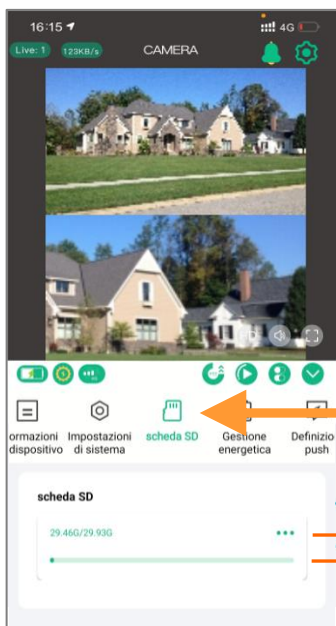 16:15 4G
Live: 1 123KB/s CAMERA
ormazioni Impostazioni scheda SD Gestione Definizio
dispositivo di sistema energetica push
scheda SD
29.46G/29.93G